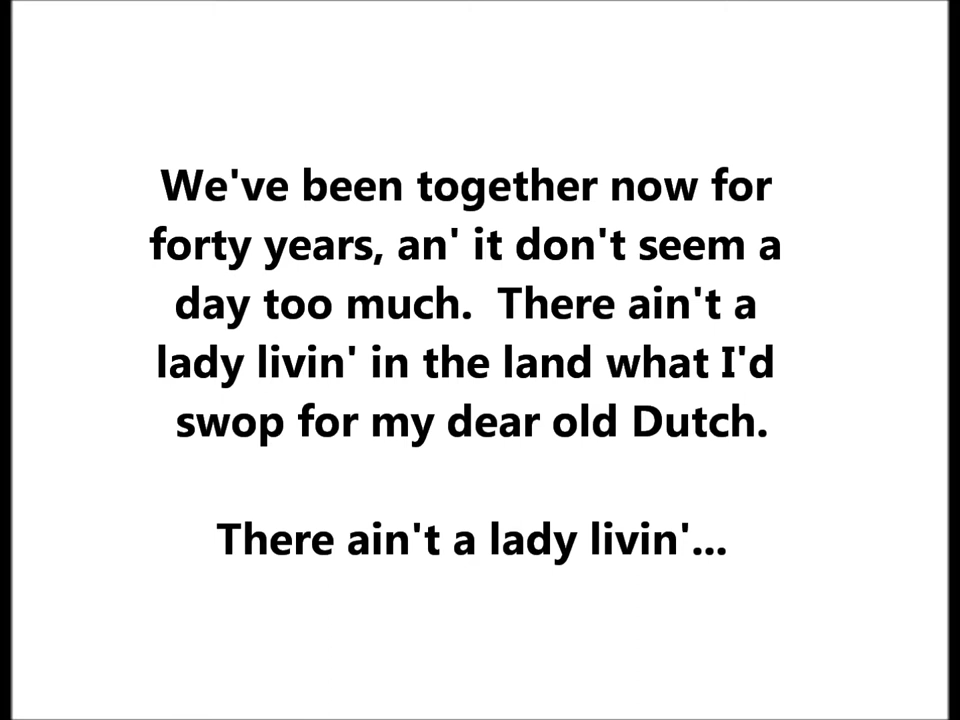 We've been together now for
forty years, an' it don't seem a
day too much.  There ain't a
lady livin' in the land what I'd
swop for my dear old Dutch.
There ain't a lady livin'...